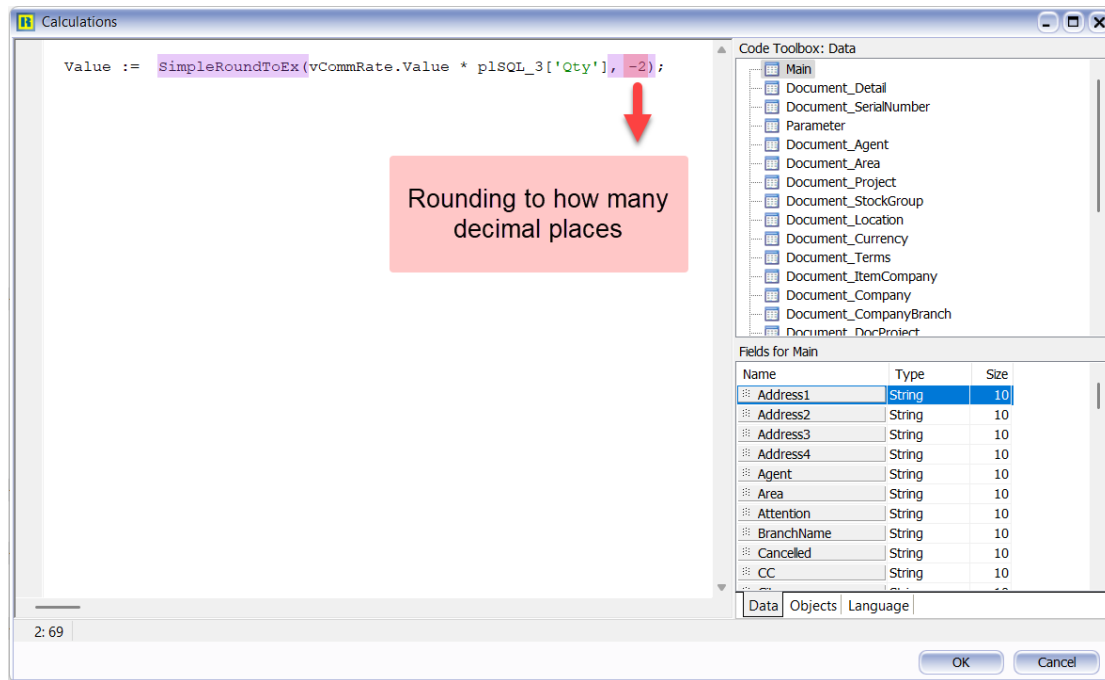 Calculations
Value := SimpleRoundToEx(vCommRate.Value * plSQL_3['Qty'], -2);
Rounding to how many
decimal places
2: 69
Code Toolbox: Data
Main
Document_Detail
Document_SerialNumber
Parameter
Document_Agent
Document_Area
Document_Project
Document_StockGroup
Document_Location
Document_Currency
Document_Terms
Document_ItemCompany
Document_Company
Document_CompanyBranch
Document_DocProject
Fields for Main
Name Type Size
Address1 String 10
Address2 String 10
Address3 String 10
Address4 String 10
Agent String 10
Area String 10
Attention String 10
BranchName String 10
Cancelled String 10
CC String 10
Data Objects Language
OK Cancel